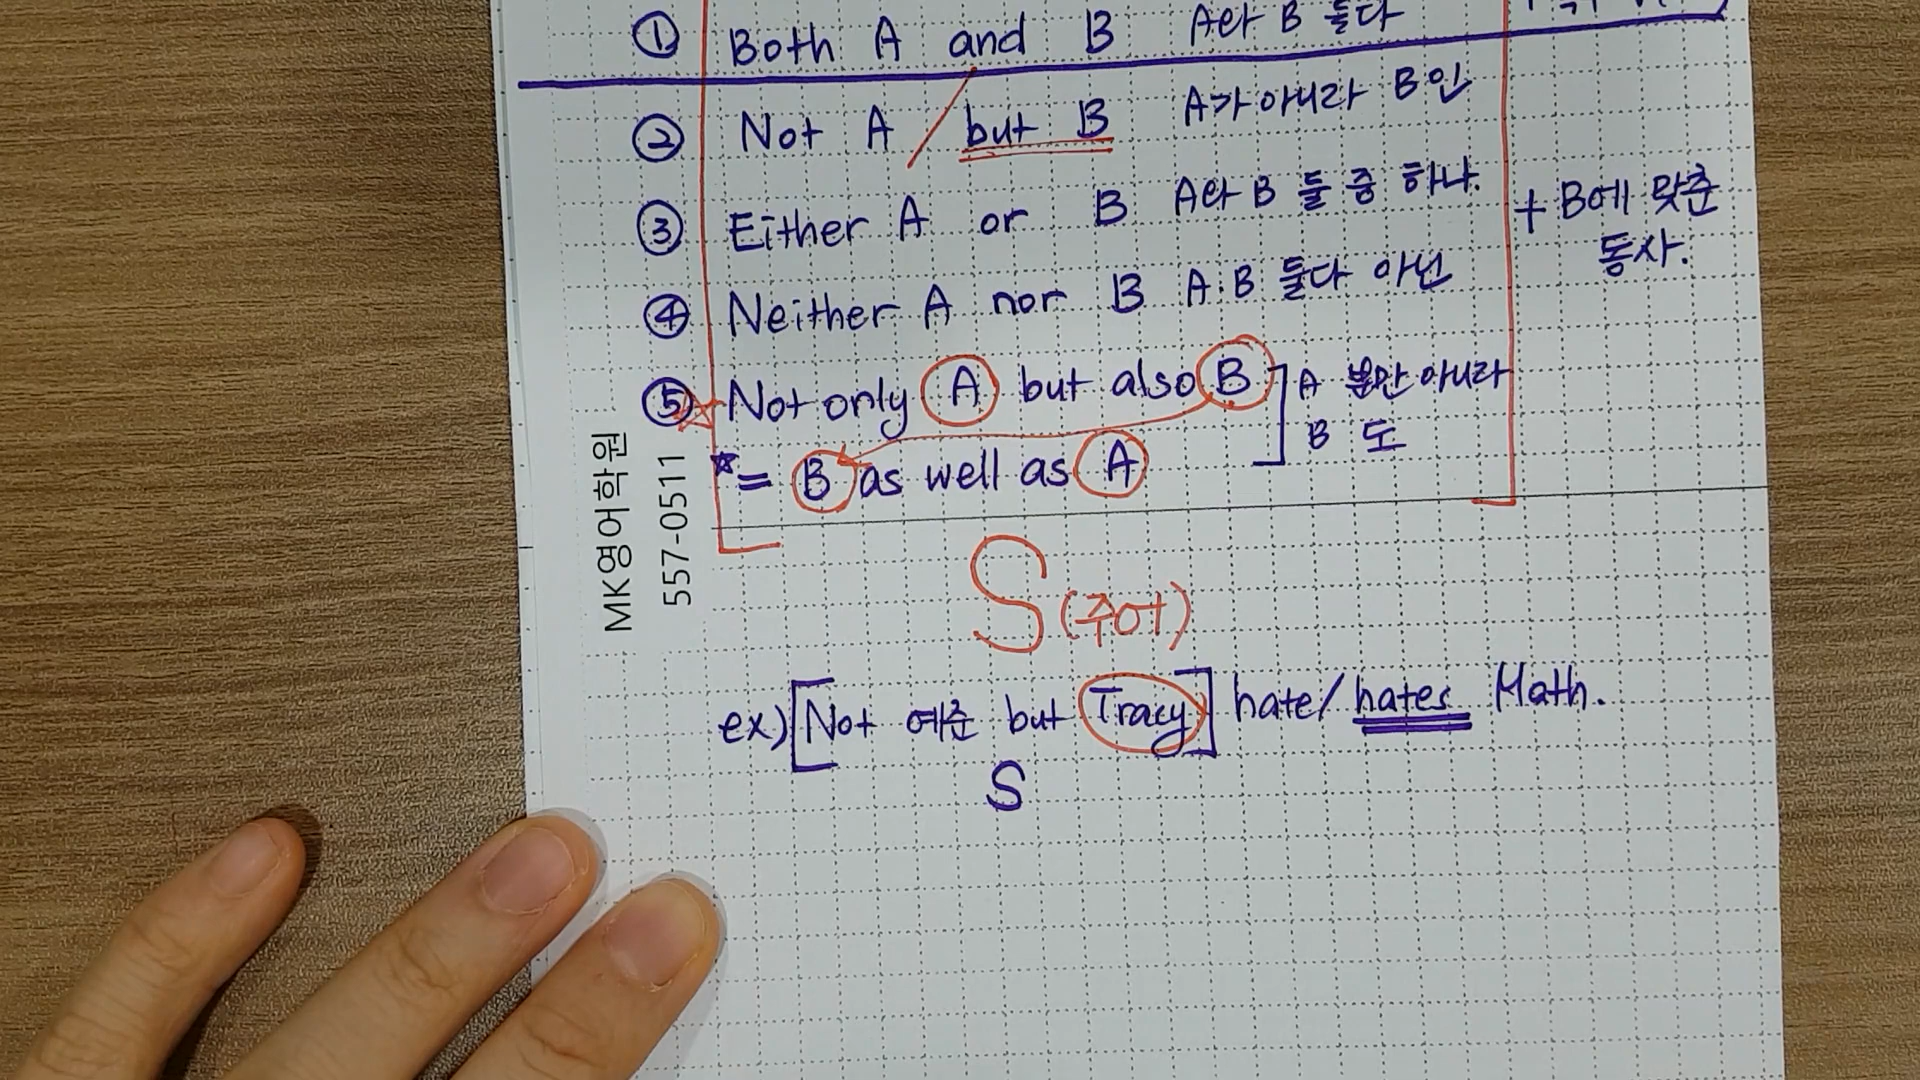 ① Both A and B A와 B 둘다
② Not A / but B A가 아니라 B인
③ Either A or B A와 B 둘 중 하나.
+ B에 맞춘
동사.
④ Neither A nor B A·B 둘다 아닌
⑤ Not only A but also B A 뿐만 아니라
B 도
= B as well as A
MK영어학원
557-0511
S (주어)
ex) [Not 예준 but Tracy] hate/hates Math.
S